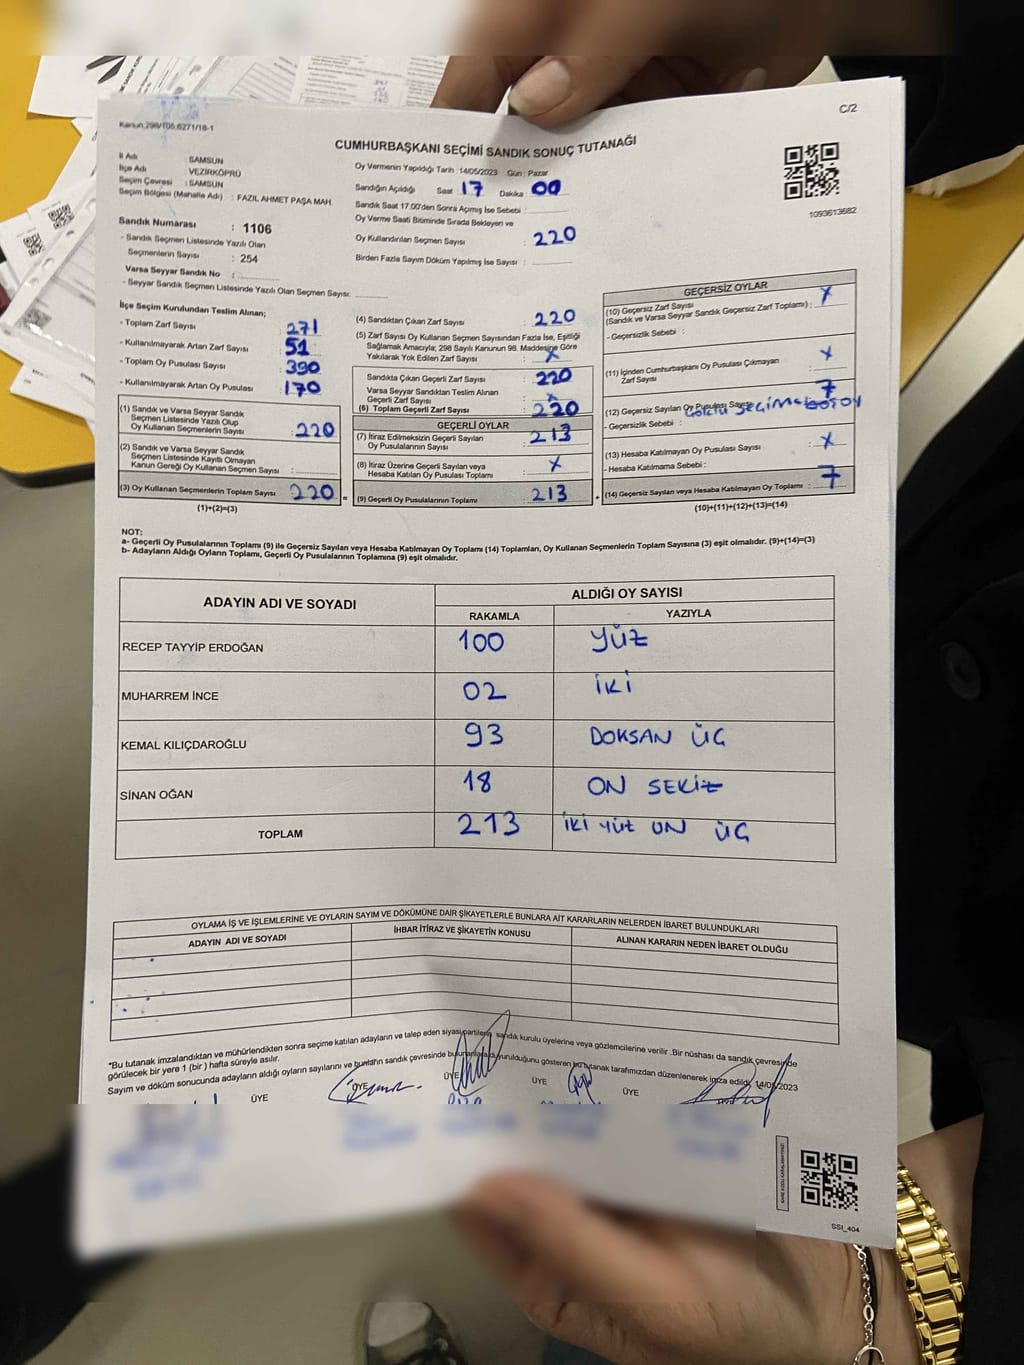 C/2
Kanun:298/105.6271/18-1
CUMHURBAŞKANI SEÇİMİ SANDIK SONUÇ TUTANAĞI
İl Adı : SAMSUN
İlçe Adı : VEZİRKÖPRÜ
Seçim Çevresi : SAMSUN
Seçim Bölgesi (Mahalle Adı) : FAZIL AHMET PAŞA MAH.
Sandık Numarası : 1106
- Sandık Seçmen Listesinde Yazılı Olan
Seçmenlerin Sayısı : 254
Varsa Seyyar Sandık No :
- Seyyar Sandık Seçmen Listesinde Yazılı Olan Seçmen Sayısı:
Oy Vermenin Yapıldığı Tarih :14/05/2023 Gün : Pazar
Sandığın Açıldığı Saat : 17 Dakika : 00
Sandık Saat 17.00'den Sonra Açmış İse Sebebi :
Oy Verme Saati Bitiminde Sırada Bekleyen ve
Oy Kullandırılan Seçmen Sayısı : 220
Birden Fazla Sayım Döküm Yapılmış İse Sayısı :
1093613682
İlçe Seçim Kurulundan Teslim Alınan;
- Toplam Zarf Sayısı : 271
- Kullanılmayarak Artan Zarf Sayısı : 51
- Toplam Oy Pusulası Sayısı : 390
- Kullanılmayarak Artan Oy Pusulası : 170
(1) Sandık ve Varsa Seyyar Sandık
Seçmen Listesinde Yazılı Olup
Oy Kullanan Seçmenlerin Sayısı : 220
(2) Sandık ve Varsa Seyyar Sandık
Seçmen Listesinde Kayıtlı Olmayan
Kanun Gereği Oy Kullanan Seçmen Sayısı :
(3) Oy Kullanan Seçmenlerin Toplam Sayısı : 220 =
(1)+(2)=(3)
(4) Sandıktan Çıkan Zarf Sayısı : 220
(5) Zarf Sayısı Oy Kullanan Seçmen Sayısından Fazla İse, Eşitliği
Sağlamak Amacıyla; 298 Sayılı Kanunun 98. Maddesine Göre
Yakılarak Yok Edilen Zarf Sayısı : X
Sandıkta Çıkan Geçerli Zarf Sayısı : 220
Varsa Seyyar Sandıktan Teslim Alınan
Geçerli Zarf Sayısı : X
(6) Toplam Geçerli Zarf Sayısı : 220
GEÇERLİ OYLAR
(7) İtiraz Edilmeksizin Geçerli Sayılan
Oy Pusulalarının Sayısı : 213
(8) İtiraz Üzerine Geçerli Sayılan veya
Hesaba Katılan Oy Pusulası Toplamı : X
(9) Geçerli Oy Pusulalarının Toplamı : 213 +
GEÇERSİZ OYLAR
(10) Geçersiz Zarf Sayısı
(Sandık ve Varsa Seyyar Sandık Geçersiz Zarf Toplamı) : X
- Geçersizlik Sebebi :
(11) İçinden Cumhurbaşkanı Oy Pusulası Çıkmayan
Zarf Sayısı : X
(12) Geçersiz Sayılan Oy Pusulası Sayısı : 7
- Geçersizlik Sebebi :
(13) Hesaba Katılmayan Oy Pusulası Sayısı : X
- Hesaba Katılmama Sebebi :
(14) Geçersiz Sayılan veya Hesaba Katılmayan Oy Toplamı : 7
(10)+(11)+(12)+(13)=(14)
NOT:
a- Geçerli Oy Pusulalarının Toplamı (9) ile Geçersiz Sayılan veya Hesaba Katılmayan Oy Toplamı (14) Toplamları, Oy Kullanan Seçmenlerin Toplam Sayısına (3) eşit olmalıdır. (9)+(14)=(3)
b- Adayların Aldığı Oyların Toplamı, Geçerli Oy Pusulalarının Toplamına (9) eşit olmalıdır.
ADAYIN ADI VE SOYADI ALDIĞI OY SAYISI
RAKAMLA YAZIYLA
RECEP TAYYİP ERDOĞAN 100 YÜZ
MUHARREM İNCE 02 İKİ
KEMAL KILIÇDAROĞLU 93 DOKSAN ÜÇ
SİNAN OĞAN 18 ON SEKİZ
TOPLAM 213 İKİ YÜZ ON ÜÇ
OYLAMA İŞ VE İŞLEMLERİNE VE OYLARIN SAYIM VE DÖKÜMÜNE DAİR ŞİKAYETLERLE BUNLARA AİT KARARLARIN NELERDEN İBARET BULUNDUKLARI
ADAYIN ADI VE SOYADI İHBAR İTİRAZ VE ŞİKAYETİN KONUSU ALINAN KARARIN NEDEN İBARET OLDUĞU
*Bu tutanak imzalandıktan ve mühürlendikten sonra seçime katılan adayların ve talep eden siyasi partilerin sandık kurulu üyelerine veya gözlemcilerine verilir .Bir nüshası da sandık çevresinde
görülecek bir yere 1 (bir ) hafta süreyle asılır.
Sayım ve döküm sonucunda adayların aldığı oyların sayılarını ve bunların sandık çevresinde duyurulduğunu gösteren bu tutanak tarafımızdan düzenlenerek imza edildi. 14/05/2023
ÜYE ÜYE ÜYE ÜYE ÜYE
SSI_404